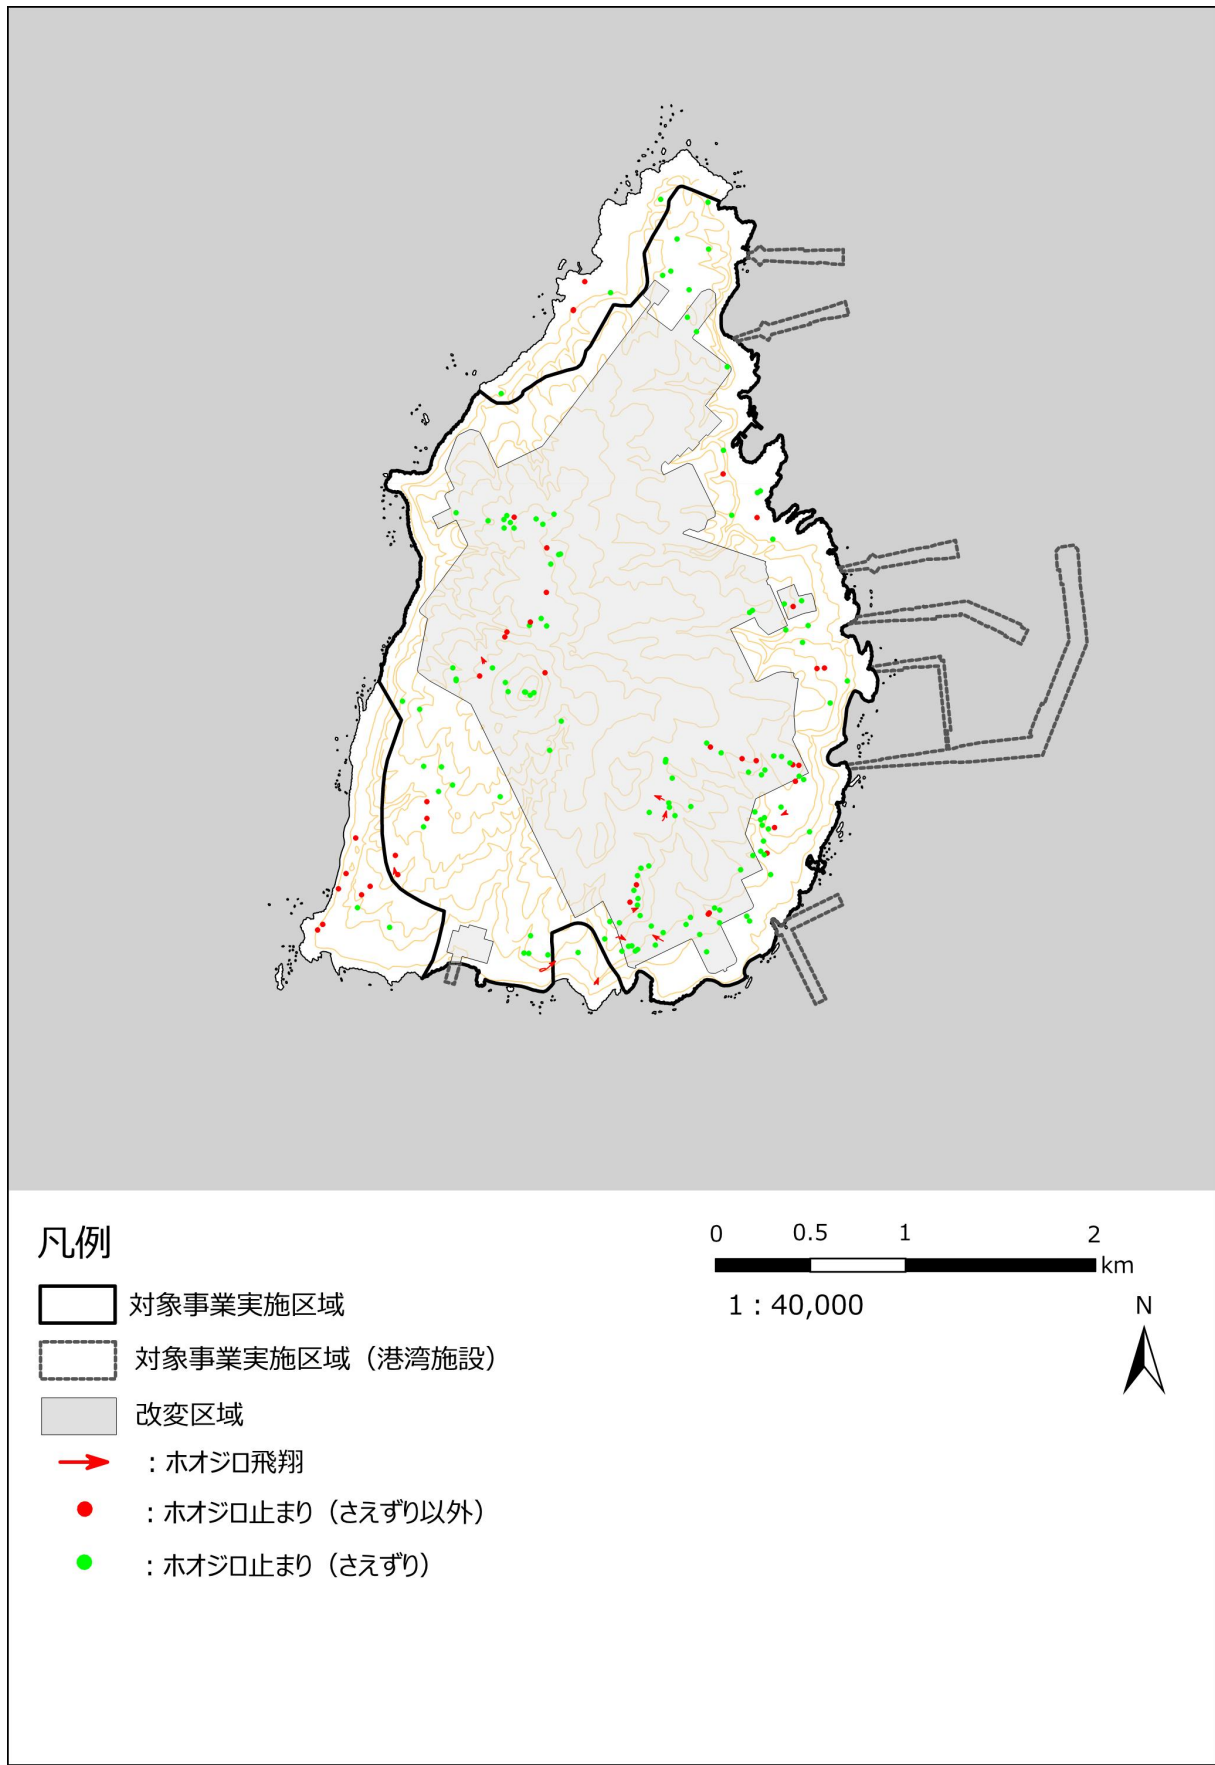 凡例
対象事業実施区域
対象事業実施区域（港湾施設）
改変区域
：ホオジロ飛翔
：ホオジロ止まり（さえずり以外）
：ホオジロ止まり（さえずり）
0 0.5 1 2
km
1：40,000
N